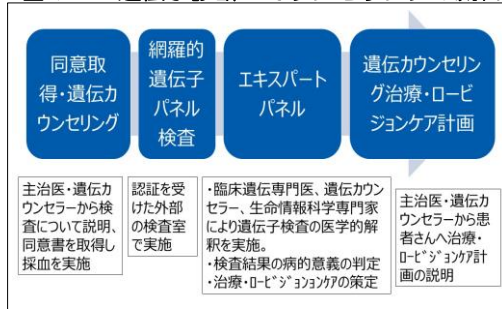 同意取
得・遺伝カ
ウンセリング
網羅的
遺伝子
パネル
検査
エキスパート
パネル
遺伝カウンセリン
グ治療・ロービ
ジョンケア計画
主治医・遺伝カ
ウンセラーから検
査について説明、
同意書を取得し
採血を実施
認証を受
けた外部
の検査室
で実施
・臨床遺伝専門医、遺伝カウン
セラー、生命情報科学専門家
により遺伝子検査の医学的解
釈を実施。
・検査結果の病的意義の判定
・治療・ロービジョンョンケアの策定
主治医・遺伝カウ
ンセラーから患
者さんへ治療・
ロービジョンケア計
画の説明